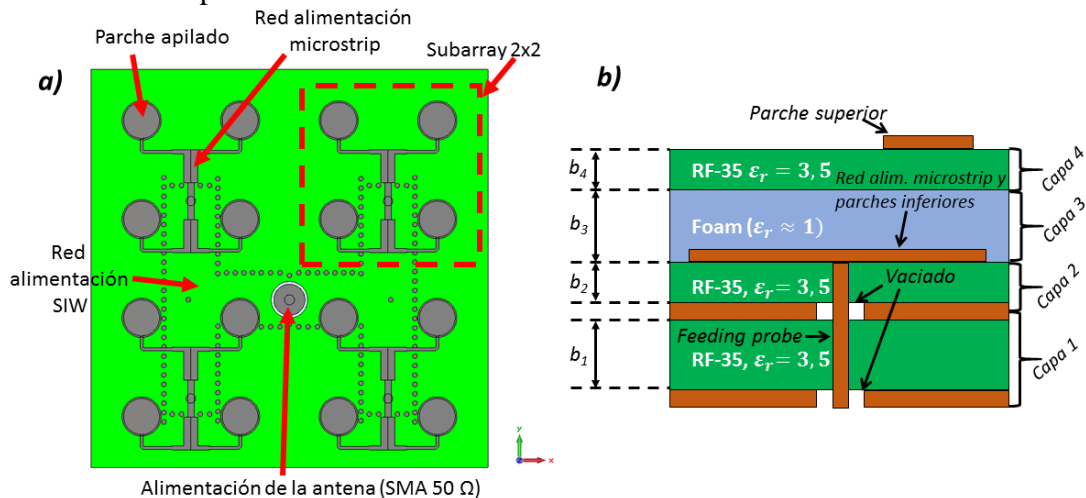 a)
Parche apilado
Red alimentación
microstrip
Subarray 2x2
Red
alimentación
SIW
Alimentación de la antena (SMA 50 Ω)
y
x
b)
Parche superior
b4
RF-35 εr = 3,5
Capa 4
Red alim. microstrip y
parches inferiores
b3
Foam (εr ≈ 1)
Capa 3
b2
RF-35, εr = 3,5
Vaciado
Capa 2
Feeding probe
b1
RF-35, εr = 3,5
Capa 1